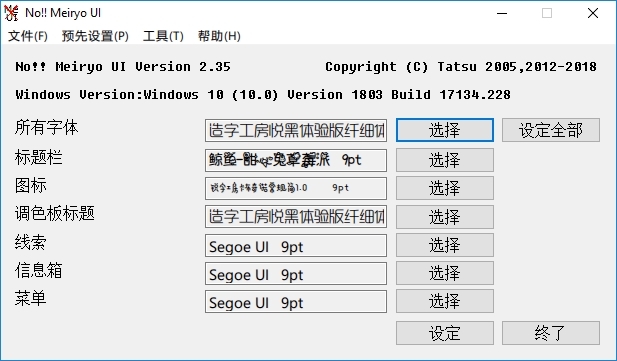 No!! Meiryo UI
文件(F) 预先设置(P) 工具(T) 帮助(H)
No!! Meiryo UI Version 2.35 Copyright (C) Tatsu 2005,2012-2018
Windows Version:Windows 10 (10.0) Version 1803 Build 17134.228
所有字体 造字工房悦黑体验版纤细体 选择 设定全部
标题栏 9pt 选择
图标 9pt 选择
调色板标题 造字工房悦黑体验版纤细体 选择
线索 Segoe UI 9pt 选择
信息箱 Segoe UI 9pt 选择
菜单 Segoe UI 9pt 选择
设定 终了